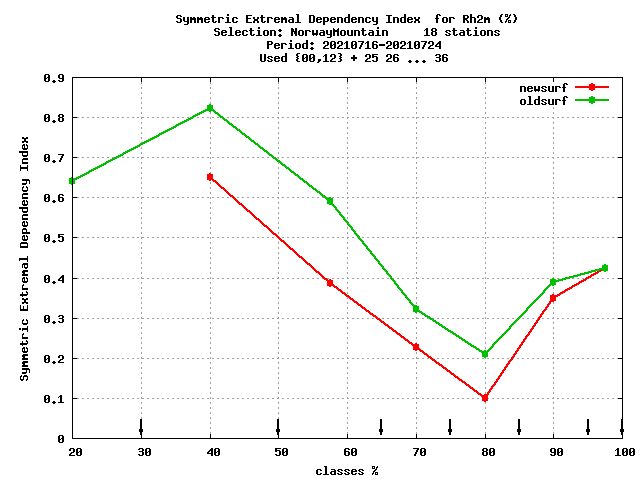 Symmetric Extremal Dependency Index for Rh2m (%)
Selection: NorwayMountain 18 stations
Period: 20210716-20210724
Used {00,12} + 25 26 ... 36
newsurf
oldsurf
Symmetric Extremal Dependency Index
0.9
0.8
0.7
0.6
0.5
0.4
0.3
0.2
0.1
0
20 30 40 50 60 70 80 90 100
classes %